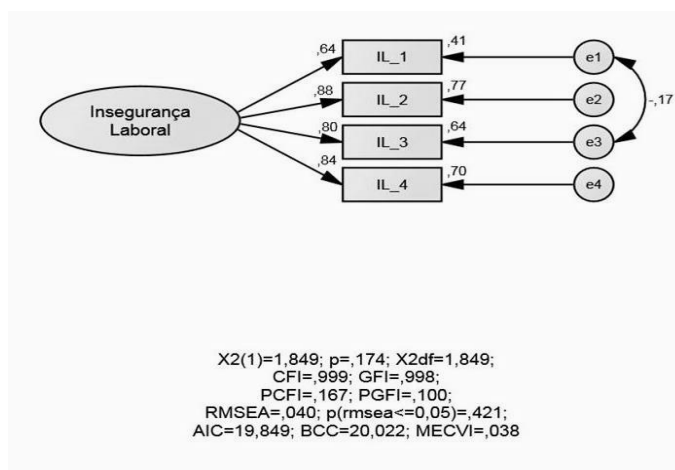 ,64
,41
IL_1
e1
,88
,77
IL_2
e2
-,17
Insegurança
Laboral
,80
,64
IL_3
e3
,84
,70
IL_4
e4
X2(1)=1,849; p=,174; X2df=1,849;
CFI=,999; GFI=,998;
PCFI=,167; PGFI=,100;
RMSEA=,040; p(rmsea<=0,05)=,421;
AIC=19,849; BCC=20,022; MECVI=,038